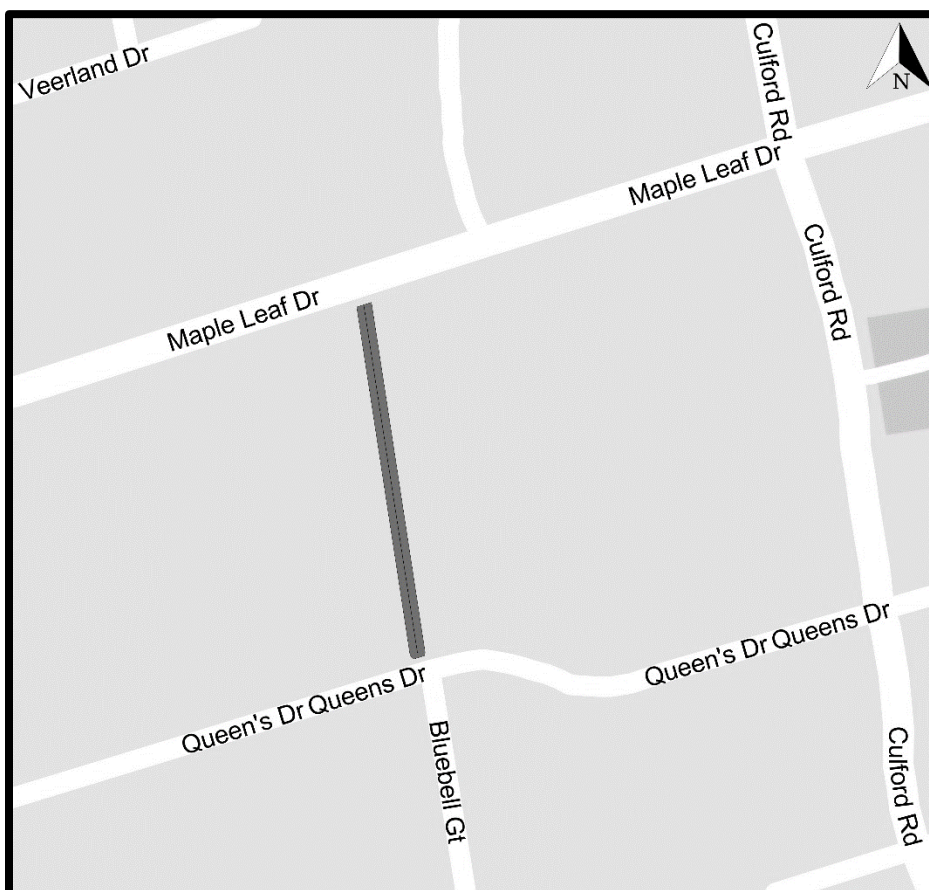 Veerland Dr
Culford Rd
N
Maple Leaf Dr
Culford Rd
Maple Leaf Dr
Queen's Dr Queens Dr
Queen's Dr Queens Dr
Bluebell Gt
Culford Rd